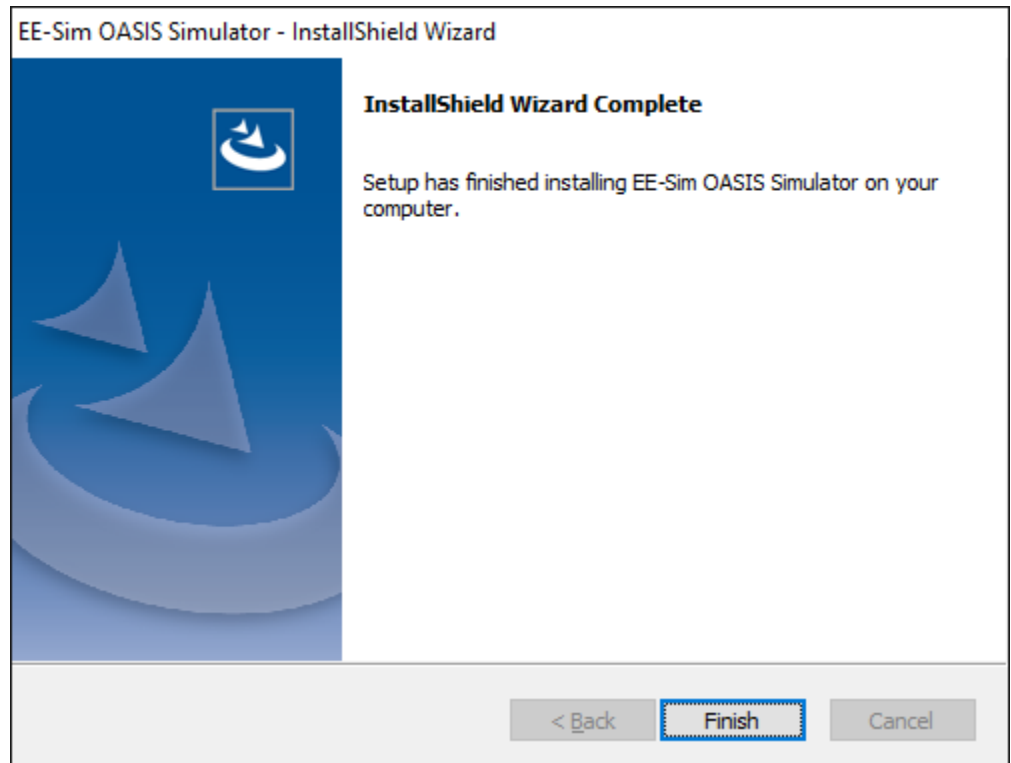 EE-Sim OASIS Simulator - InstallShield Wizard
InstallShield Wizard Complete
Setup has finished installing EE-Sim OASIS Simulator on your
computer.
< Back
Finish
Cancel